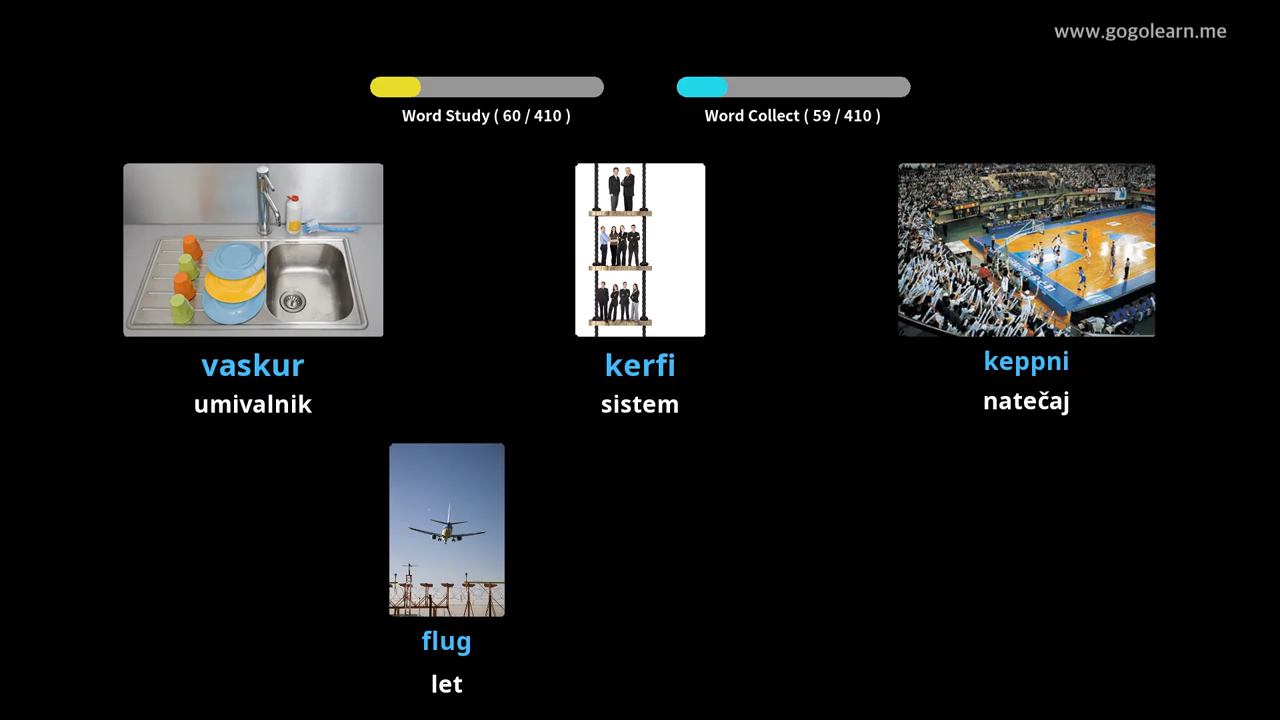 www.gogolearn.me
Word Study ( 60 / 410 )
Word Collect ( 59 / 410 )
vaskur
umivalnik
kerfi
sistem
keppni
natečaj
flug
let